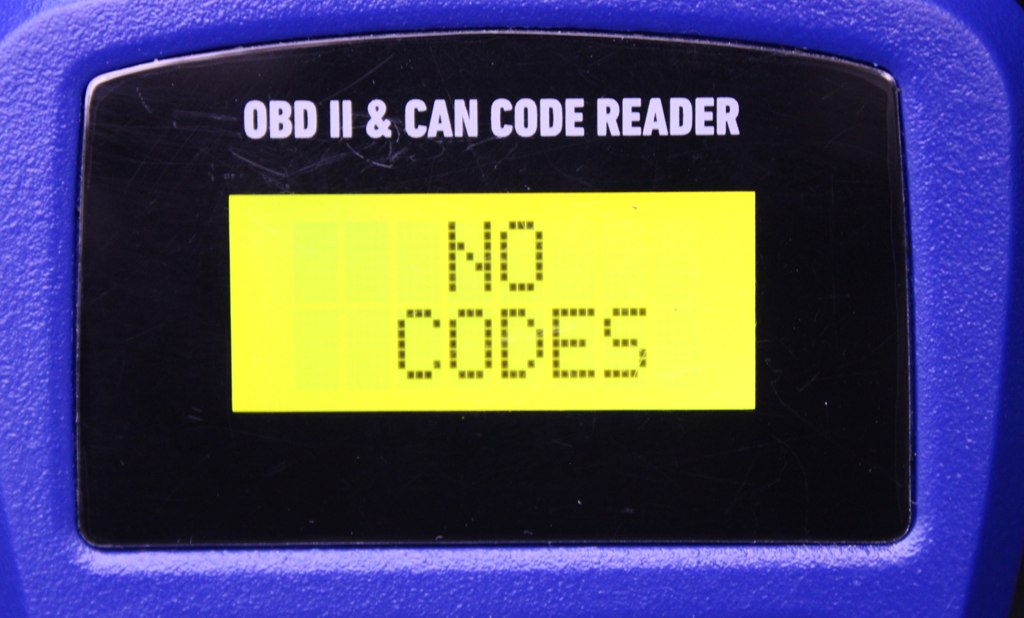 OBD II & CAN CODE READER
NO
CODES